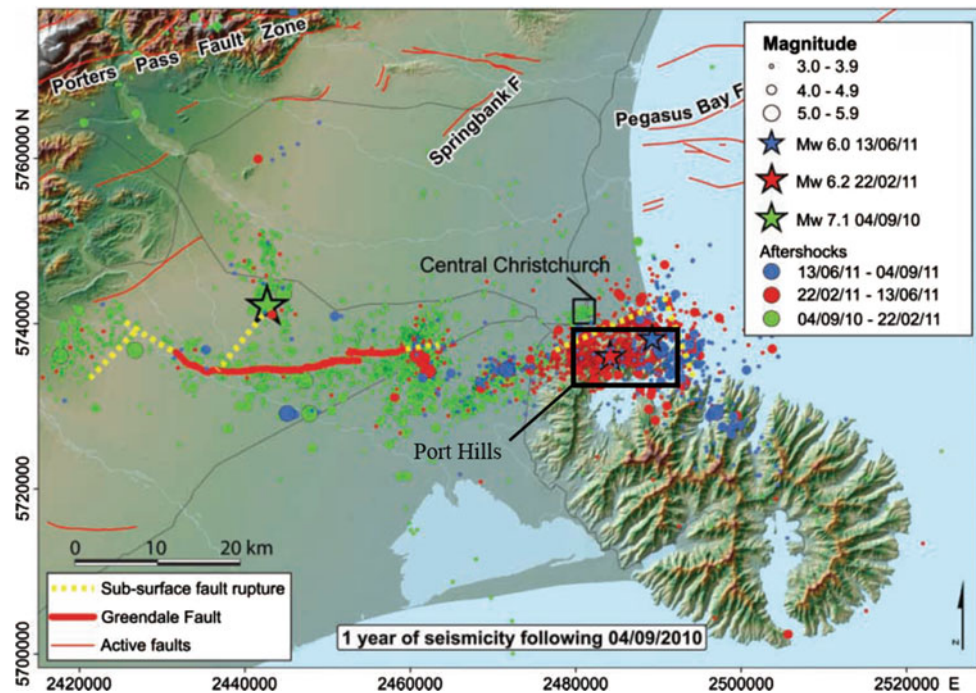 Porters Pass Fault Zone
Springbank F
Pegasus Bay F
Magnitude
3.0 - 3.9
4.0 - 4.9
5.0 - 5.9
Mw 6.0 13/06/11
Mw 6.2 22/02/11
Mw 7.1 04/09/10
Aftershocks
13/06/11 - 04/09/11
22/02/11 - 13/06/11
04/09/10 - 22/02/11
Central Christchurch
Port Hills
0 10 20 km
Sub-surface fault rupture
Greendale Fault
Active faults
1 year of seismicity following 04/09/2010
N
5760000 N
5740000
5720000
5700000
2420000 2440000 2460000 2480000 2500000 2520000 E